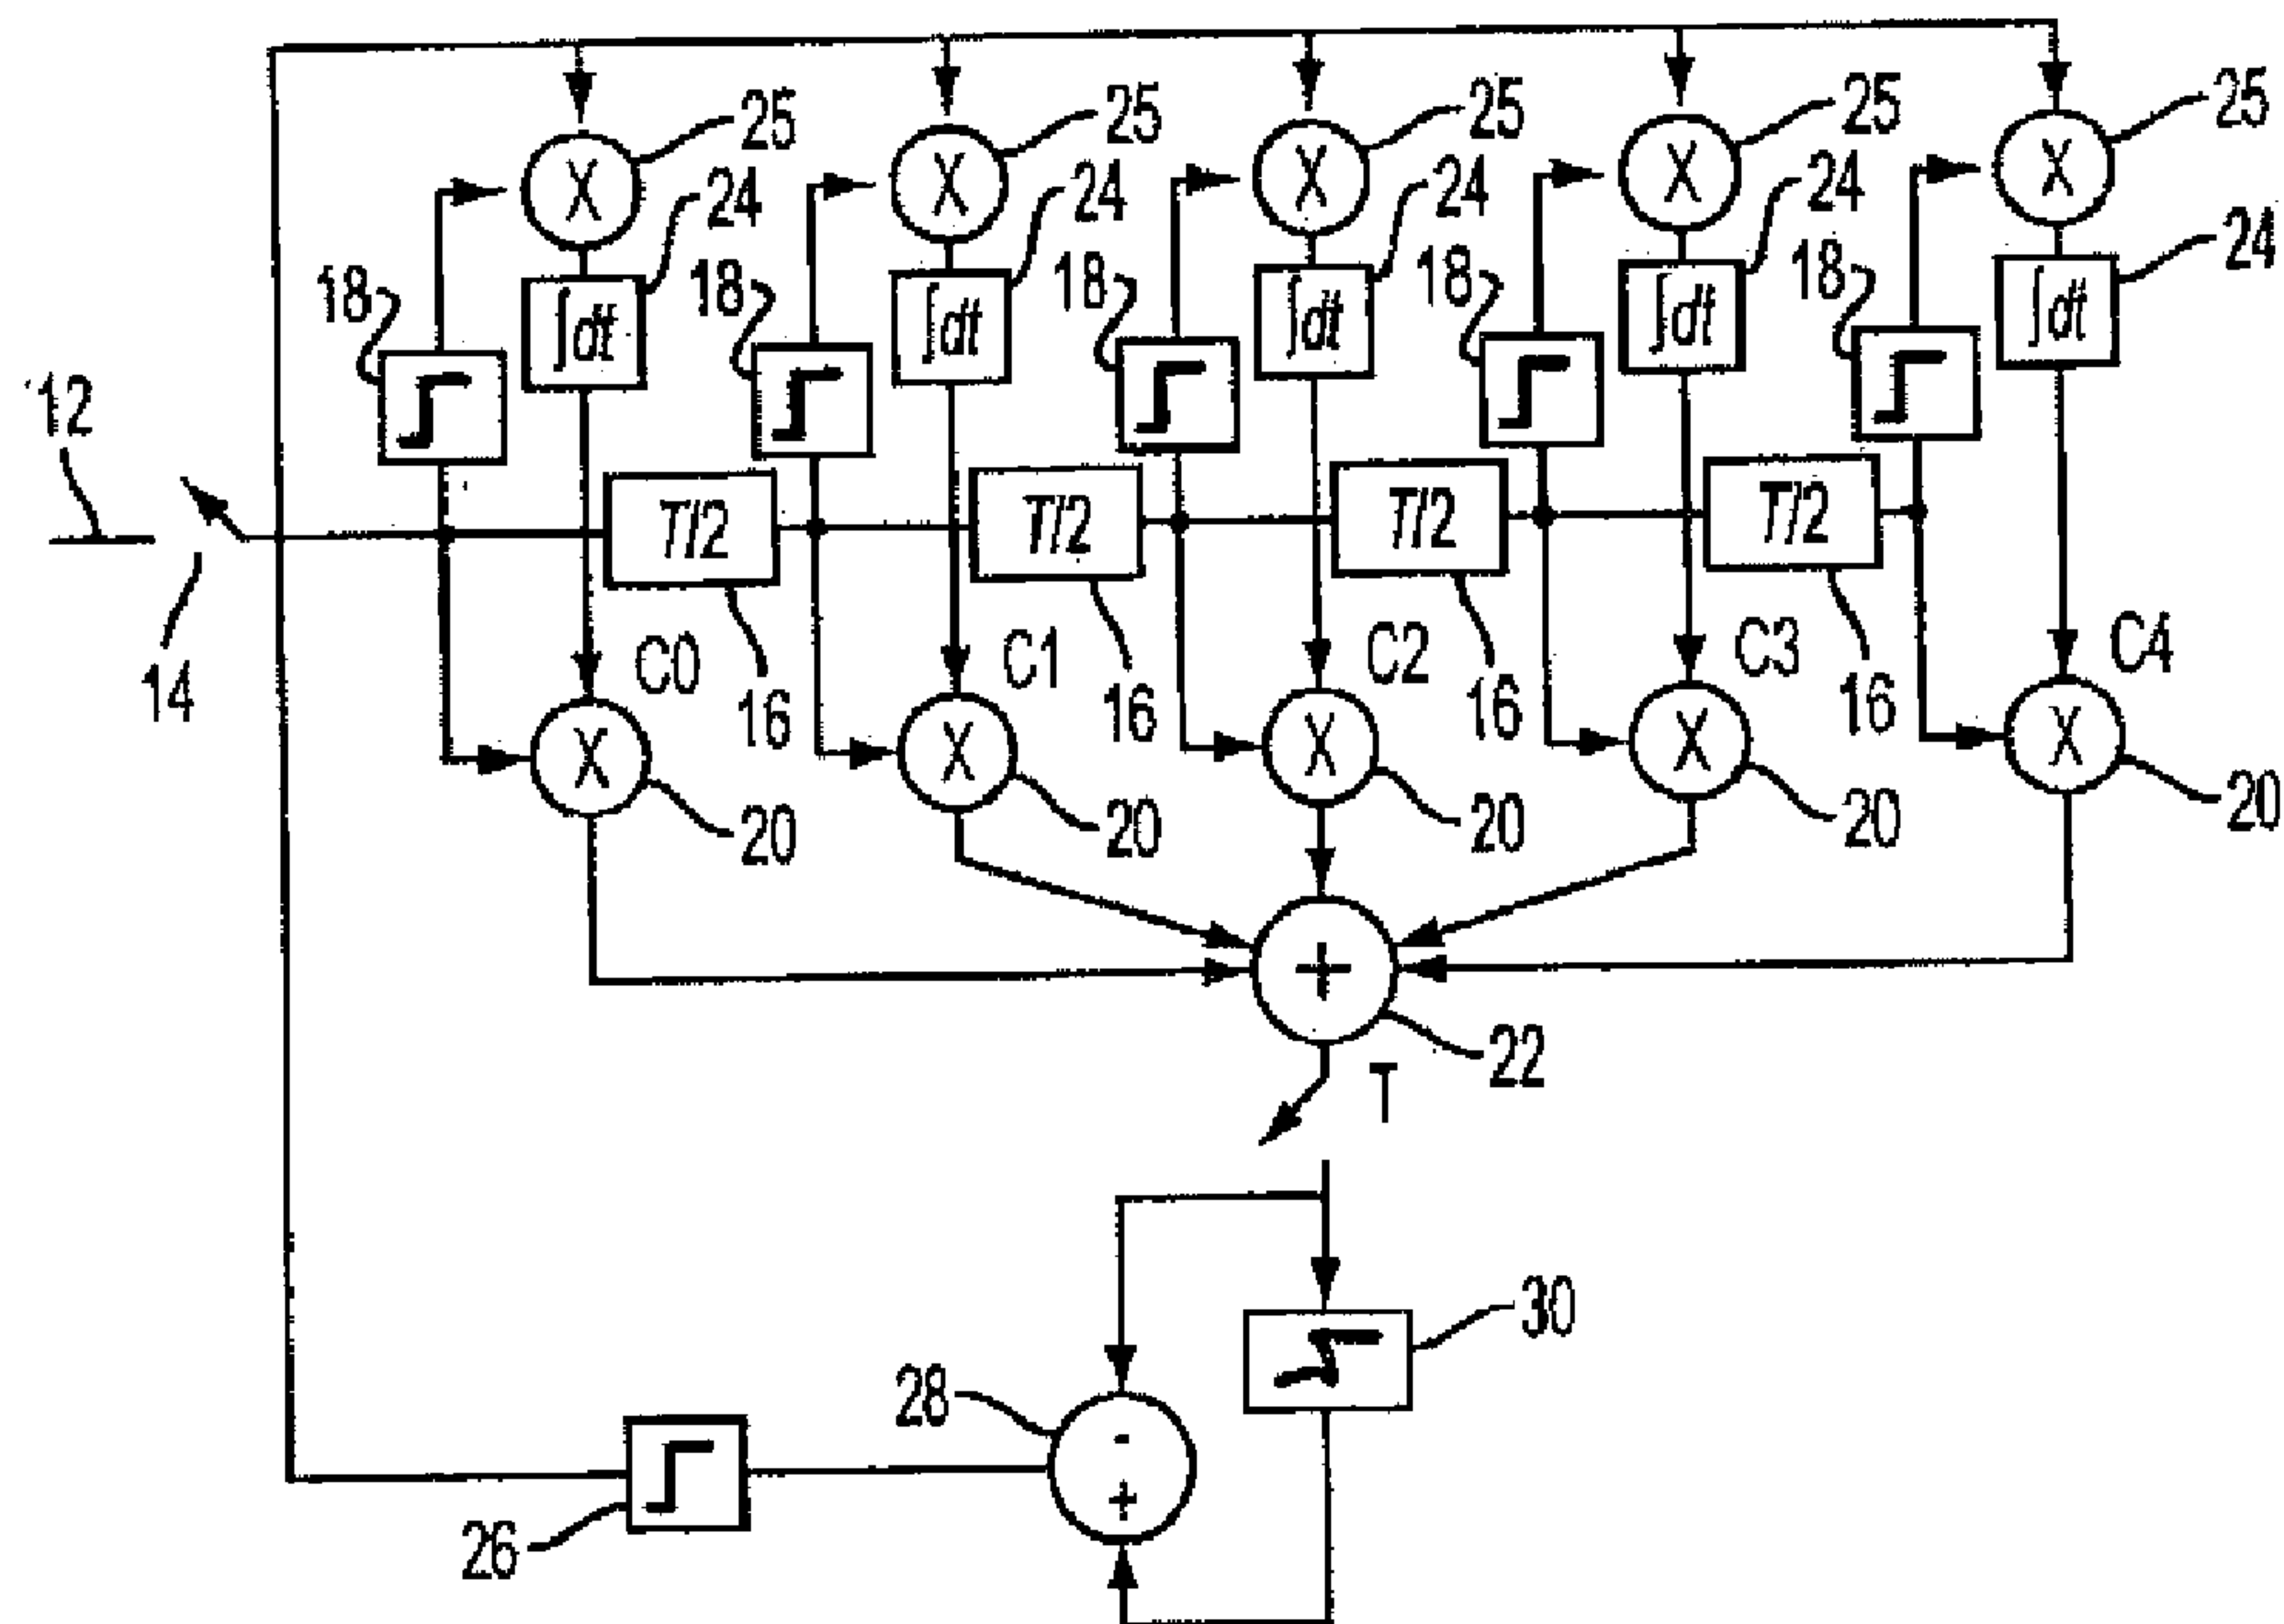 25 25 25 25 25
X X X X X
24 24 24 24 24
18 18 18 18 18
∫dt ∫dt ∫dt ∫dt ∫dt
12
T/2 T/2 T/2 T/2
14
C0 C1 C2 C3 C4
16 16 16 16
X X X X X
20 20 20 20 20
+
22
T
30
28
-
+
26